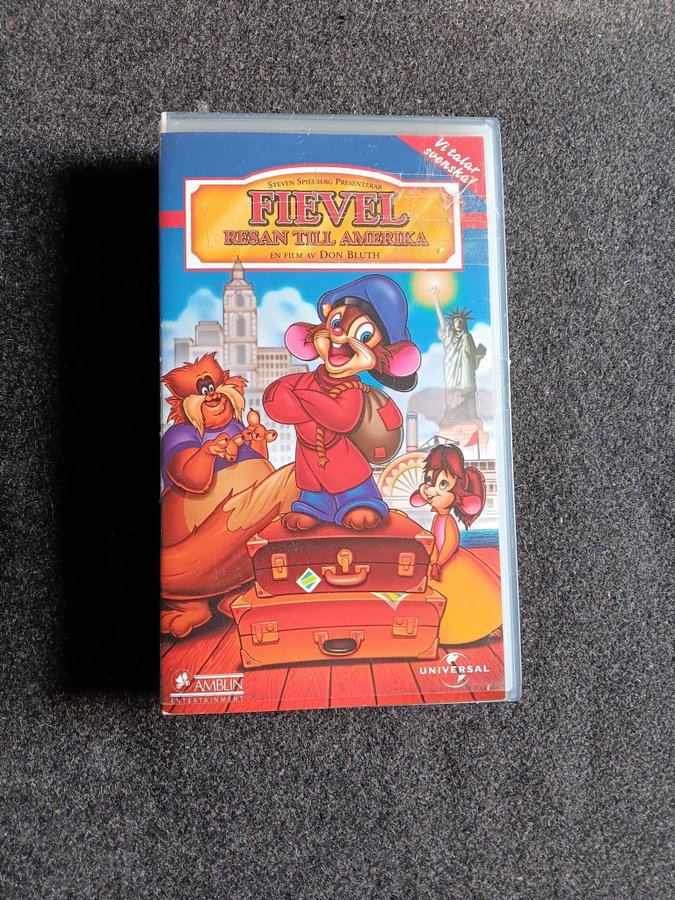 Vi talar
svenska!
STEVEN SPIELBERG PRESENTERAR
FIEVEL
RESAN TILL AMERIKA
EN FILM AV DON BLUTH
AMBLIN
ENTERTAINMENT
UNIVERSAL